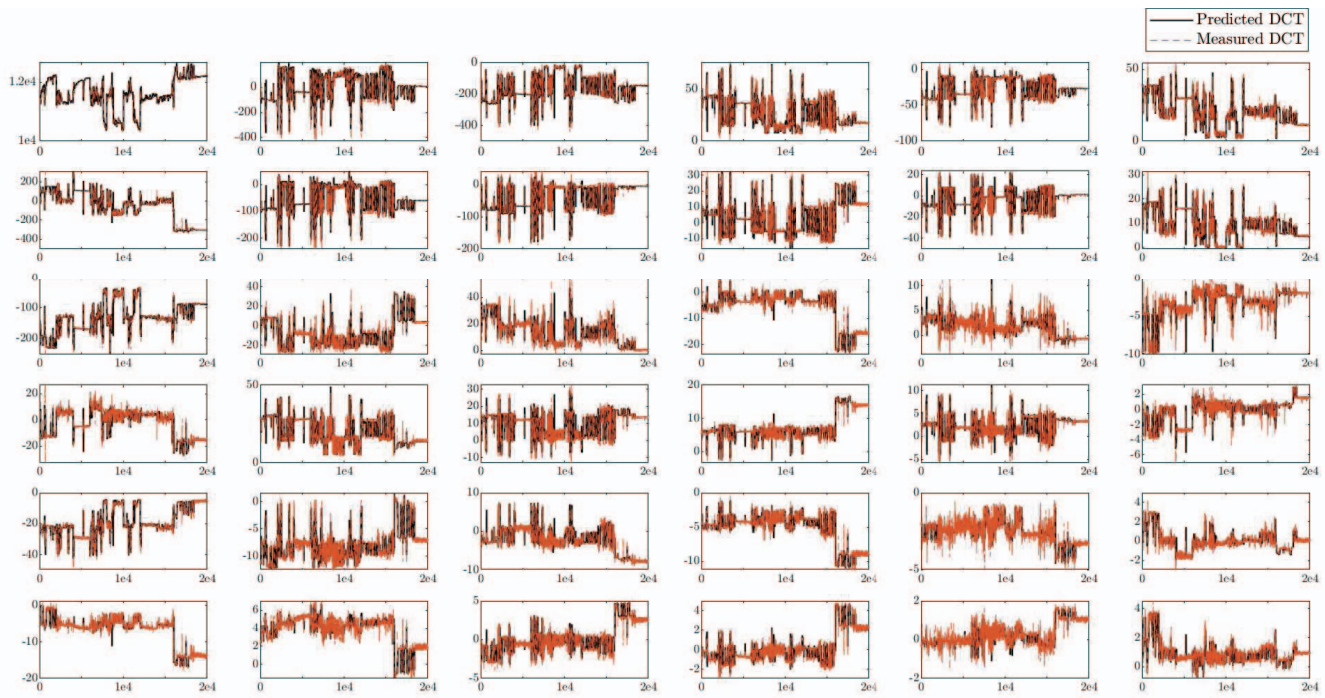 Predicted DCT
Measured DCT
1.2e4 0 0 50 0 50
-200 -200 -50
1e4 -400 -400 0 -100 0
0 1e4 2e4 0 1e4 2e4 0 1e4 2e4 0 1e4 2e4 0 1e4 2e4 0 1e4 2e4
200 0 0 30 20 30
0 -100 -50 20 0 20
-200 -100 10 -20 10
-400 -200 -150 0 -40 0
-200 -10
0 1e4 2e4 0 1e4 2e4 0 1e4 2e4 0 1e4 2e4 0 1e4 2e4 0 1e4 2e4
0 40 40 0 10 0
-100 20 20 -10 5 -5
-200 0 0 -20 0 -10
-20
0 1e4 2e4 0 1e4 2e4 0 1e4 2e4 0 1e4 2e4 0 1e4 2e4 0 1e4 2e4
20 50 30 20 10 2
0 0 20 10 5 0
-20 10 0 0 -2
0 -5 -4
-10 -6
0 1e4 2e4 0 1e4 2e4 0 1e4 2e4 0 1e4 2e4 0 1e4 2e4 0 1e4 2e4
0 0 10 0 0 4
-20 -5 0 -5 -5 2
-40 -10 -10 -10 0
-2
0 1e4 2e4 0 1e4 2e4 0 1e4 2e4 0 1e4 2e4 0 1e4 2e4 0 1e4 2e4
0 6 5 4 2 4
-10 4 0 2 0 2
-20 2 -5 0 -2 0
0 -2
0 1e4 2e4 0 1e4 2e4 0 1e4 2e4 0 1e4 2e4 0 1e4 2e4 0 1e4 2e4